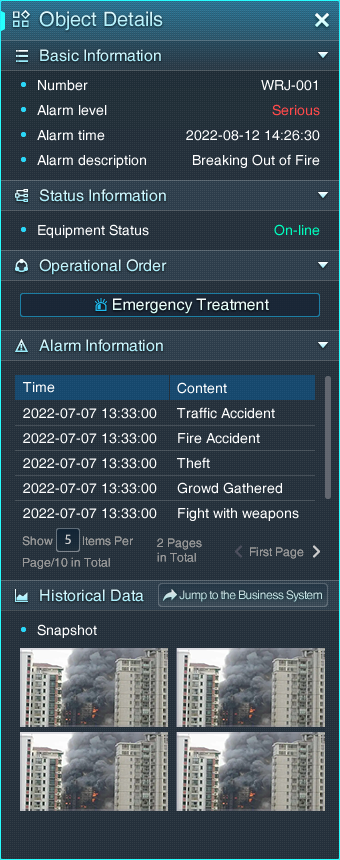 Object Details
Basic Information
Number WRJ-001
Alarm level Serious
Alarm time 2022-08-12 14:26:30
Alarm description Breaking Out of Fire
Status Information
Equipment Status On-line
Operational Order
Emergency Treatment
Alarm Information
Time Content
2022-07-07 13:33:00 Traffic Accident
2022-07-07 13:33:00 Fire Accident
2022-07-07 13:33:00 Theft
2022-07-07 13:33:00 Growd Gathered
2022-07-07 13:33:00 Fight with weapons
Show 5 Items Per
Page/10 in Total
2 Pages
in Total
First Page
Historical Data Jump to the Business System
Snapshot